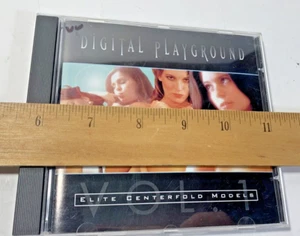 DIGITAL PLAYGROUND
6 7 8 9 10 11
VOL. 1
ELITE CENTERFOLD MODELS